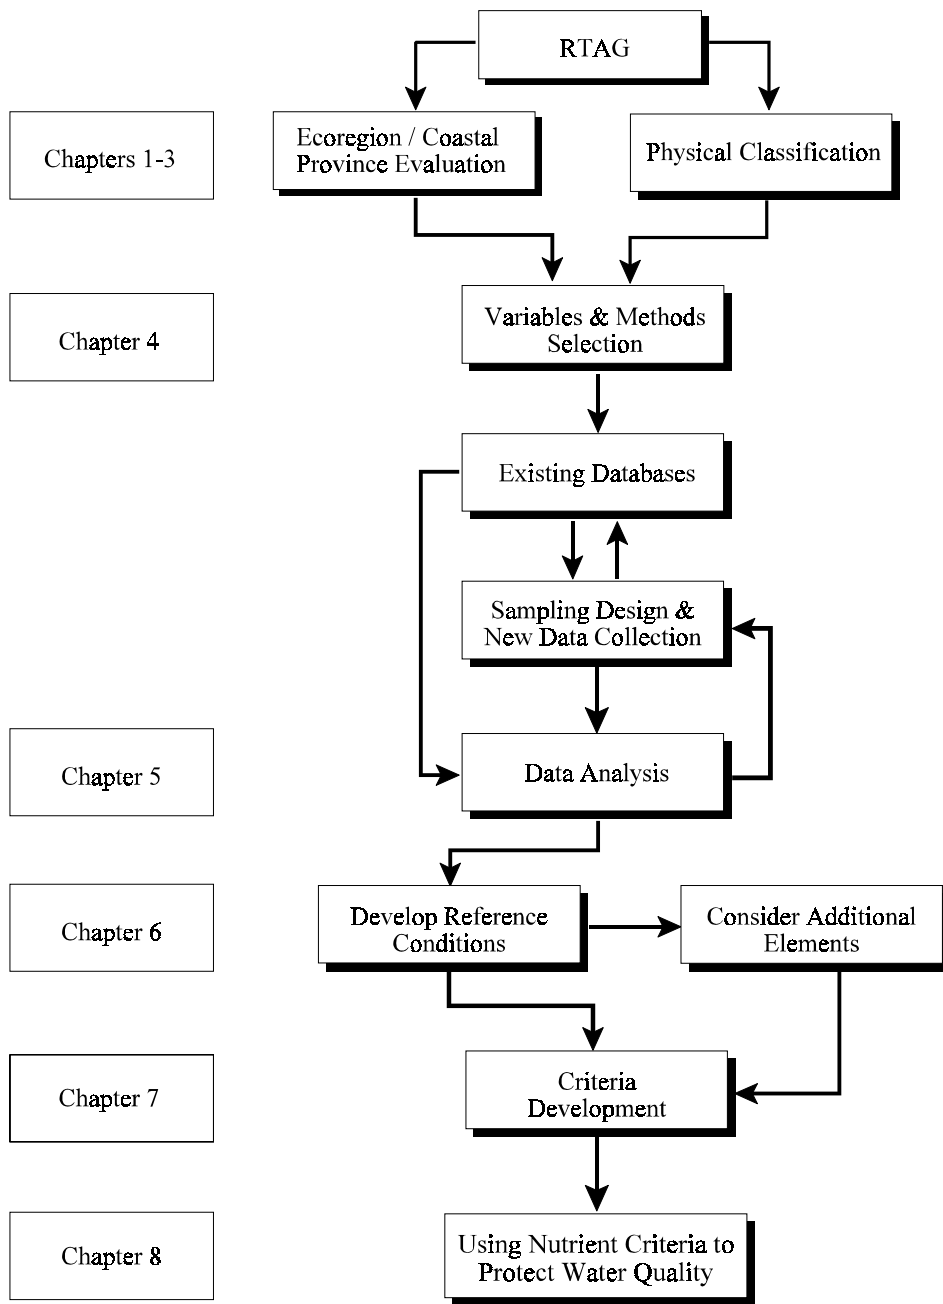 RTAG
Chapters 1-3
Ecoregion / Coastal
Province Evaluation
Physical Classification
Chapter 4
Variables & Methods
Selection
Existing Databases
Sampling Design &
New Data Collection
Chapter 5
Data Analysis
Chapter 6
Develop Reference
Conditions
Consider Additional
Elements
Chapter 7
Criteria
Development
Chapter 8
Using Nutrient Criteria to
Protect Water Quality